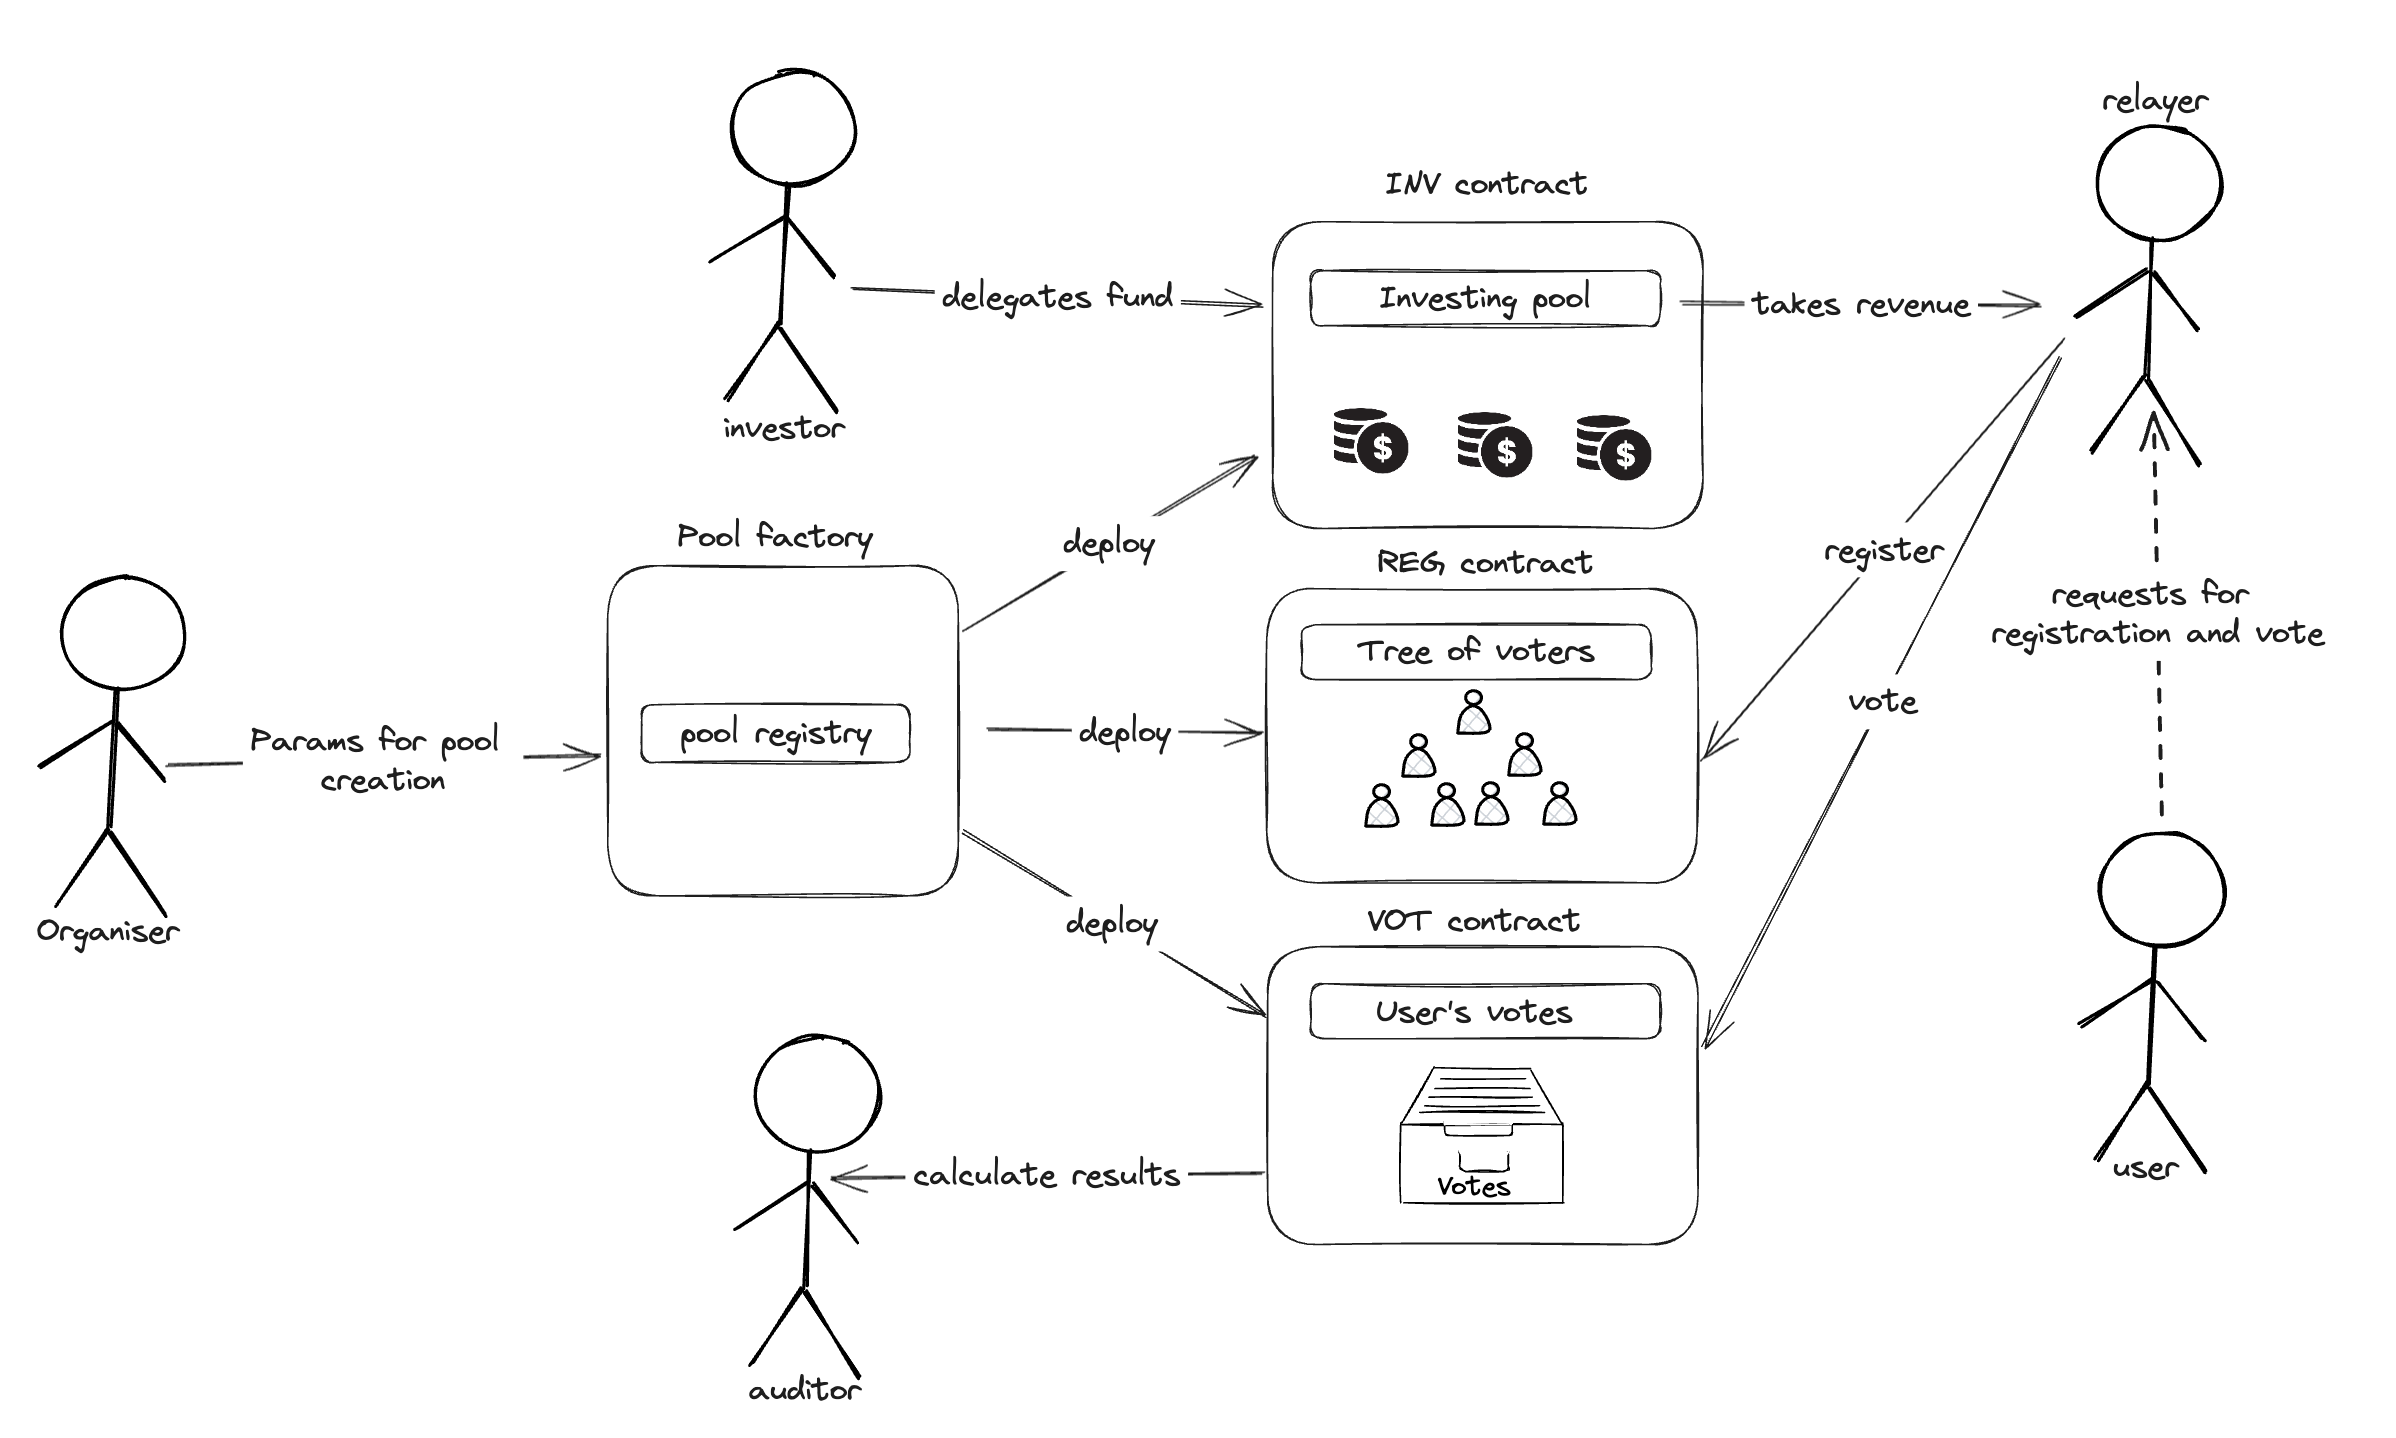 relayer
INV contract
delegates fund
Investing pool
takes revenue
$
$
$
investor
Pool factory
deploy
REG contract
register
requests for
registration and vote
Tree of voters
Params for pool
creation
pool registry
deploy
vote
Organiser
deploy
VOT contract
User's votes
calculate results
Votes
user
auditor